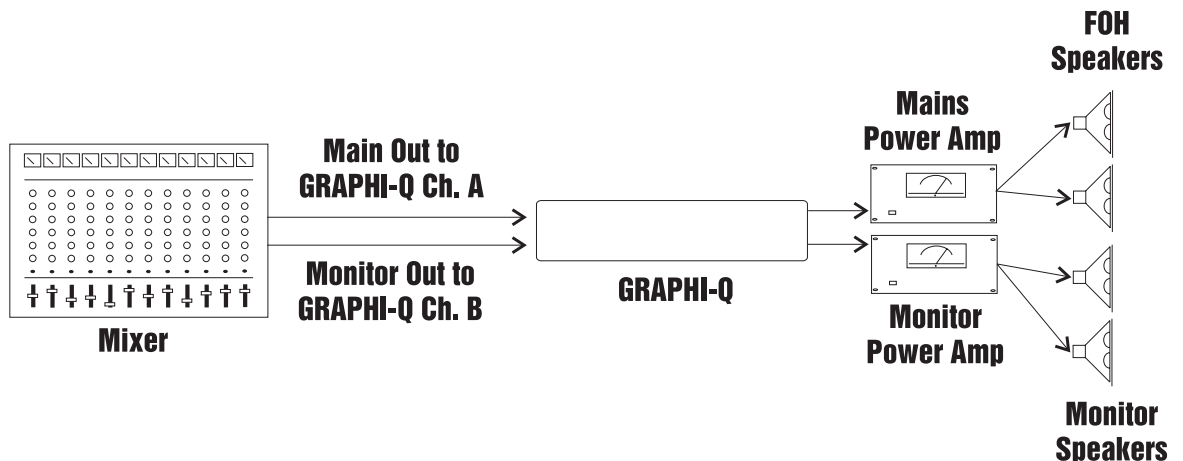 FOH
Speakers
Mains
Power Amp
Main Out to
GRAPHI-Q Ch. A
Monitor Out to
GRAPHI-Q Ch. B
GRAPHI-Q
Mixer
Monitor
Power Amp
Monitor
Speakers